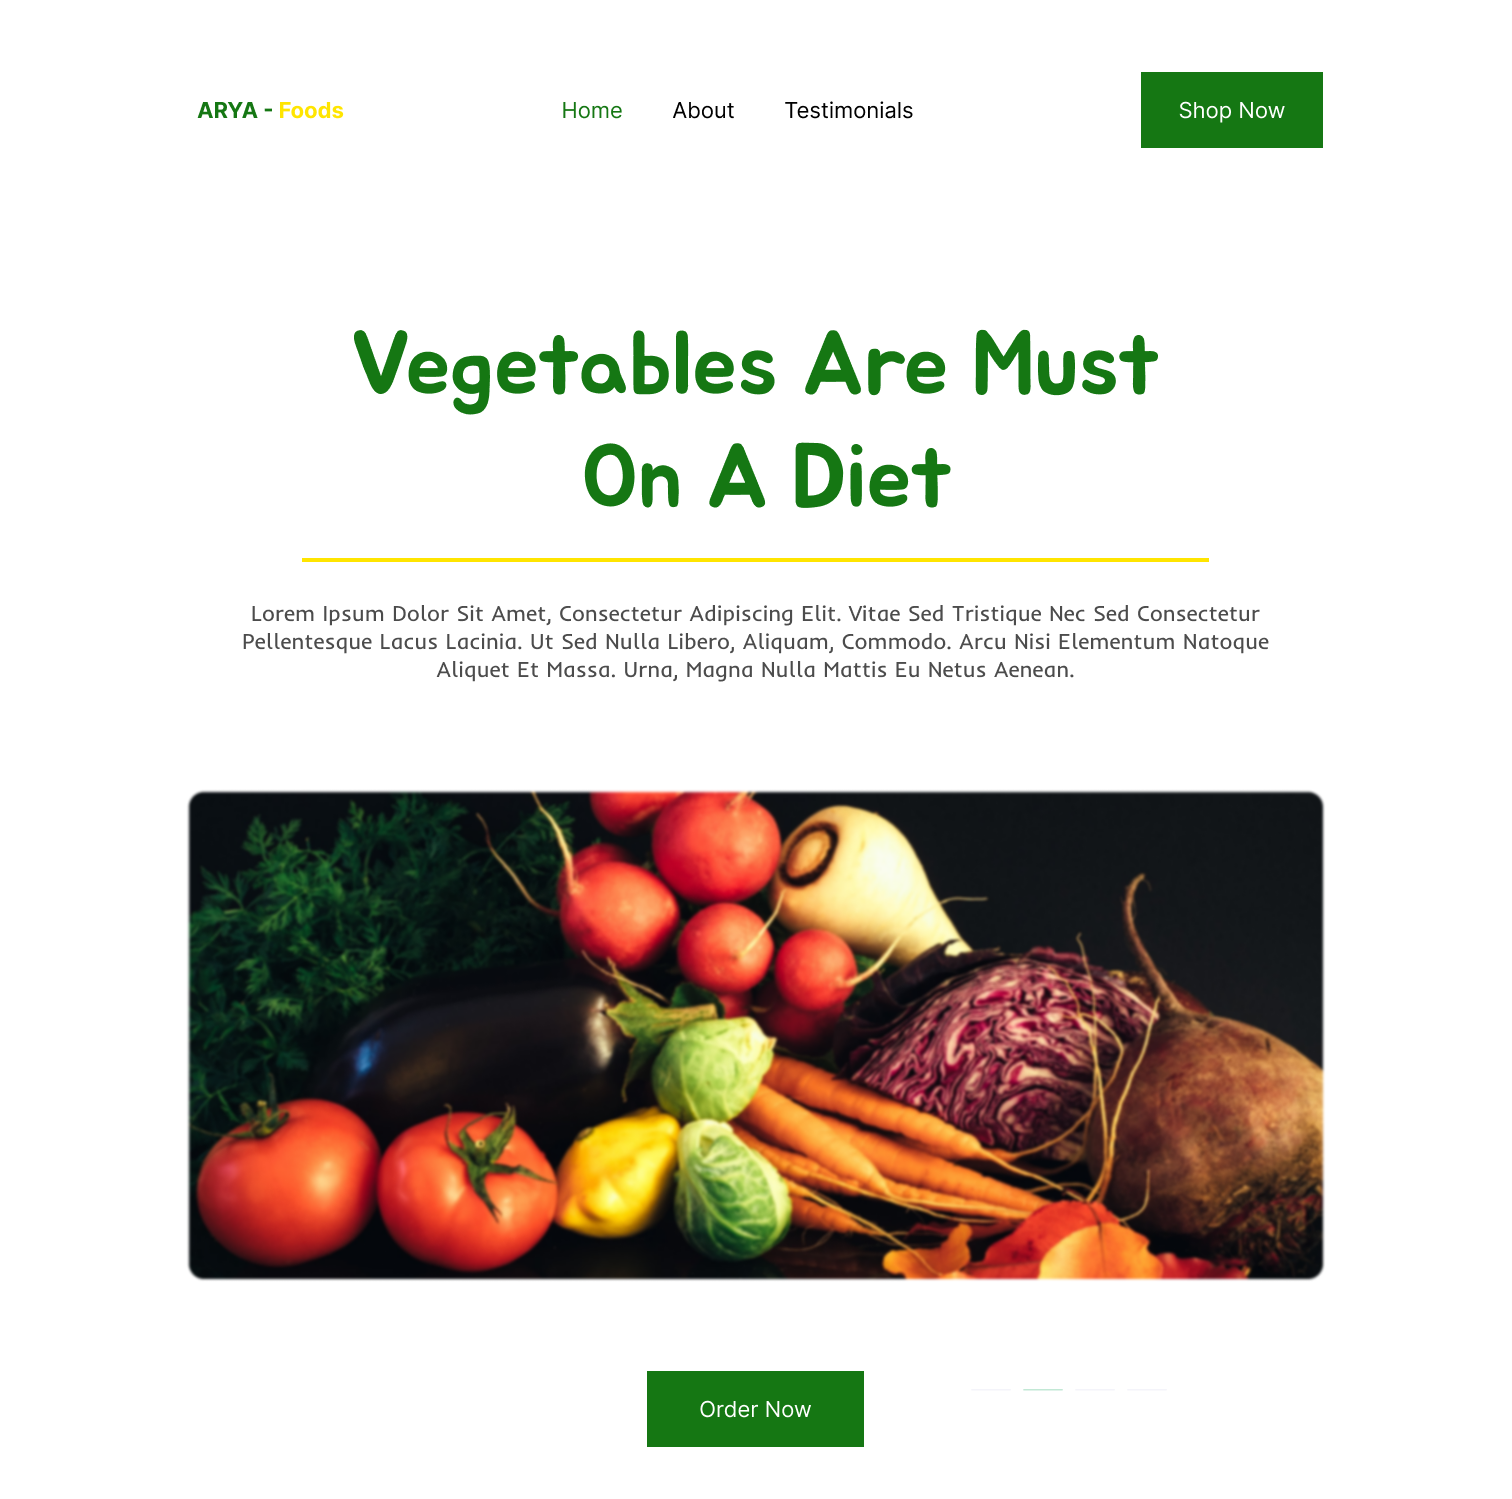 ARYA - Foods
Home About Testimonials
Shop Now
Vegetables Are Must
On A Diet
Lorem Ipsum Dolor Sit Amet, Consectetur Adipiscing Elit. Vitae Sed Tristique Nec Sed Consectetur
Pellentesque Lacus Lacinia. Ut Sed Nulla Libero, Aliquam, Commodo. Arcu Nisi Elementum Natoque
Aliquet Et Massa. Urna, Magna Nulla Mattis Eu Netus Aenean.
Order Now